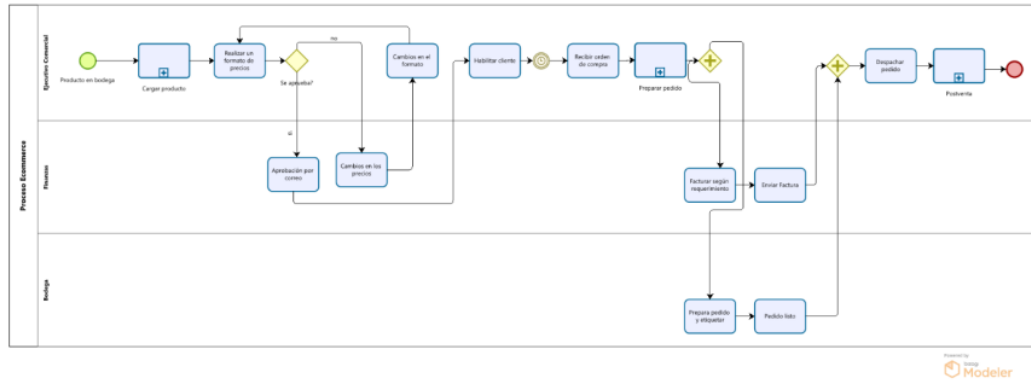 Proceso Ecommerce
Ejecutivo Comercial
Producto en bodega
Cargar producto
Realizar un
formato de
precios
Se aprueba?
no
si
Cambios en el
formato
Habilitar cliente
Recibir orden
de compra
Preparar pedido
Despachar
pedido
Postventa
Finanzas
Aprobación por
correo
Cambios en los
precios
Facturar según
requerimiento
Enviar Factura
Bodega
Prepara pedido
y etiquetar
Pedido listo
Powered by
bizagi
Modeler